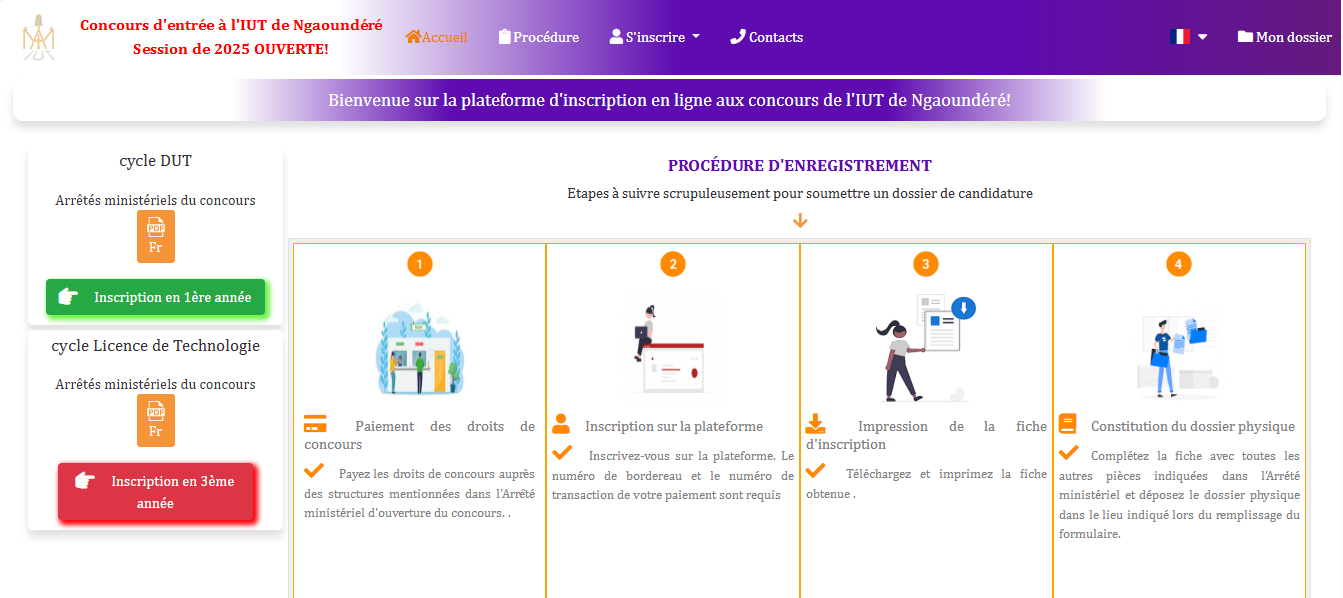 Concours d'entrée à l'IUT de Ngaoundéré
Session de 2025 OUVERTE!
Accueil
Procédure
S'inscrire
Contacts
Mon dossier
Bienvenue sur la plateforme d'inscription en ligne aux concours de l'IUT de Ngaoundéré!
cycle DUT
Arrêtés ministériels du concours
PDF
Fr
Inscription en 1ère année
cycle Licence de Technologie
Arrêtés ministériels du concours
PDF
Fr
Inscription en 3ème
année
PROCÉDURE D'ENREGISTREMENT
Etapes à suivre scrupuleusement pour soumettre un dossier de candidature
1
Paiement des droits de
concours
Payez les droits de concours auprès
des structures mentionnées dans l'Arrêté
ministériel d'ouverture du concours. .
2
Inscription sur la plateforme
Inscrivez-vous sur la plateforme. Le
numéro de bordereau et le numéro de
transaction de votre paiement sont requis
3
Impression de la fiche
d'inscription
Téléchargez et imprimez la fiche
obtenue .
4
Constitution du dossier physique
Complétez la fiche avec toutes les
autres pièces indiquées dans l'Arrêté
ministériel et déposez le dossier physique
dans le lieu indiqué lors du remplissage du
formulaire.